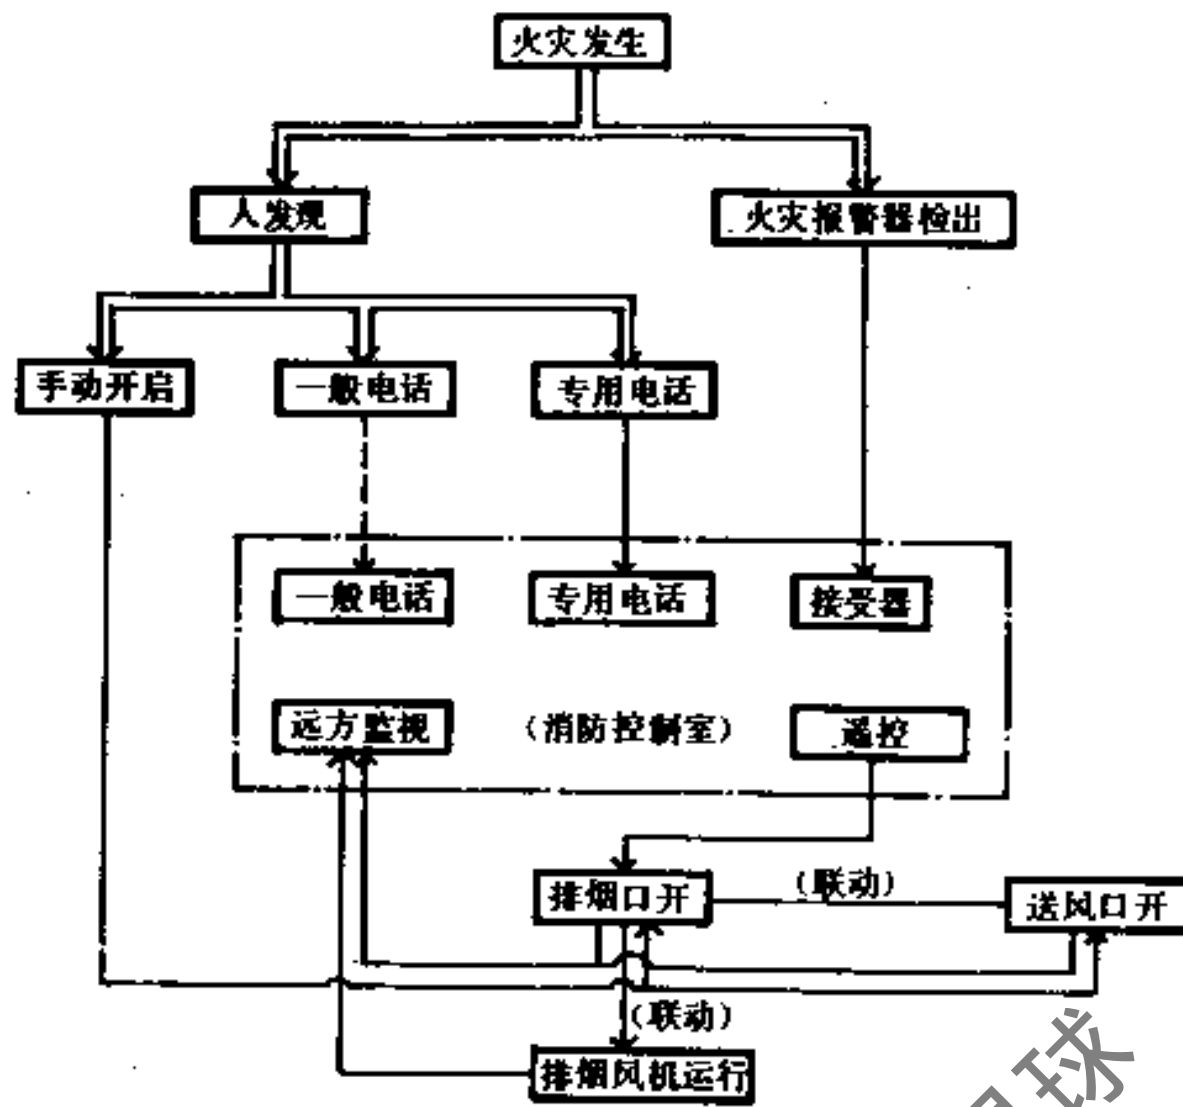 火灾发生
人发现
火灾报警器检出
手动开启
一般电话
专用电话
一般电话
专用电话
接受器
远方监视
(消防控制室)
遥控
排烟口开
(联动)
送风口开
(联动)
排烟风机运行
球